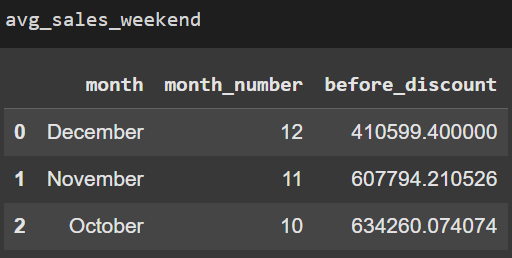 avg_sales_weekend
month month_number before_discount
0 December 12 410599.400000
1 November 11 607794.210526
2 October 10 634260.074074